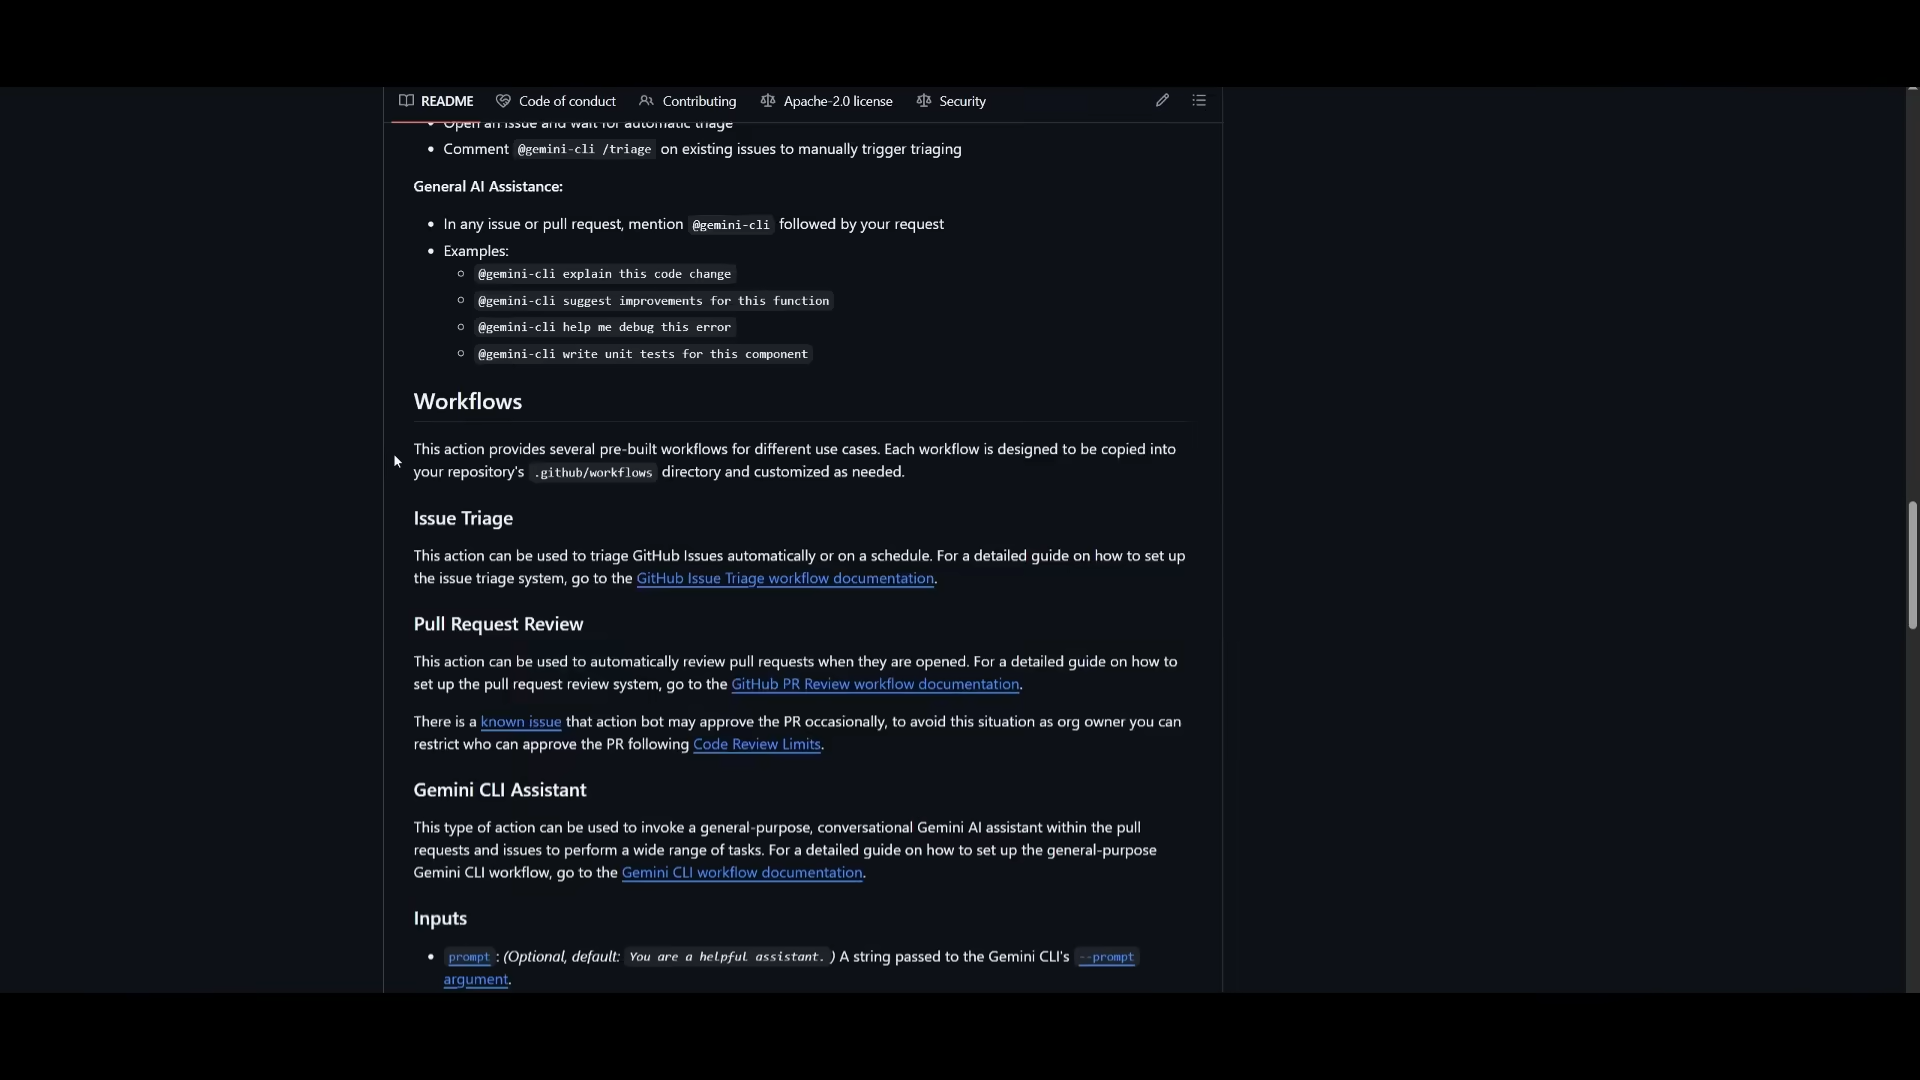 README Code of conduct Contributing Apache-2.0 license Security
Open an issue and wait for automatic triage
Comment @gemini-cli /triage on existing issues to manually trigger triaging
General AI Assistance:
In any issue or pull request, mention @gemini-cli followed by your request
Examples:
@gemini-cli explain this code change
@gemini-cli suggest improvements for this function
@gemini-cli help me debug this error
@gemini-cli write unit tests for this component
Workflows
This action provides several pre-built workflows for different use cases. Each workflow is designed to be copied into
your repository's .github/workflows directory and customized as needed.
Issue Triage
This action can be used to triage GitHub Issues automatically or on a schedule. For a detailed guide on how to set up
the issue triage system, go to the GitHub Issue Triage workflow documentation.
Pull Request Review
This action can be used to automatically review pull requests when they are opened. For a detailed guide on how to
set up the pull request review system, go to the GitHub PR Review workflow documentation.
There is a known issue that action bot may approve the PR occasionally, to avoid this situation as org owner you can
restrict who can approve the PR following Code Review Limits.
Gemini CLI Assistant
This type of action can be used to invoke a general-purpose, conversational Gemini AI assistant within the pull
requests and issues to perform a wide range of tasks. For a detailed guide on how to set up the general-purpose
Gemini CLI workflow, go to the Gemini CLI workflow documentation.
Inputs
prompt: (Optional, default: You are a helpful assistant.) A string passed to the Gemini CLI's --prompt
argument.